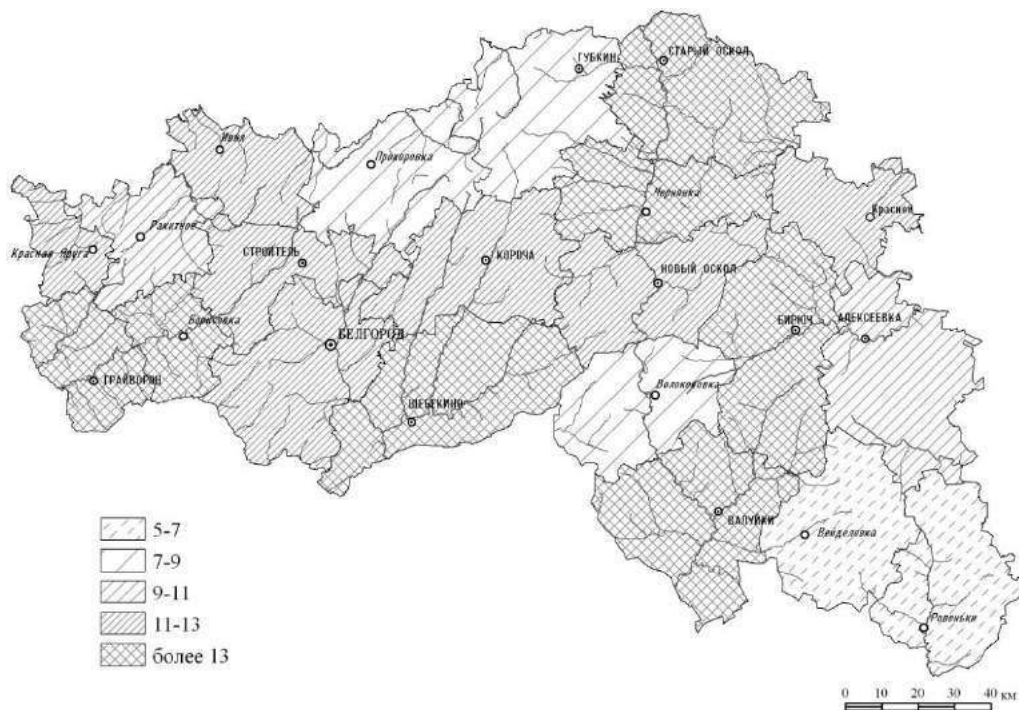 ГУБКИН
СТАРЫЙ ОСКОЛ
Ивня
Прохоровка
Чернянка
Красное
Ракитное
Красная Яруга
СТРОИТЕЛЬ
КОРОЧА
НОВЫЙ ОСКОЛ
Борисовка
БЕЛГОРОД
БИРЮЧ
АЛЕКСЕЕВКА
ГРАЙВОРОН
Волоконовка
ШЕБЕКИНО
ВАЛУЙКИ
Вейделевка
Ровеньки
5-7
7-9
9-11
11-13
более 13
0 10 20 30 40 км